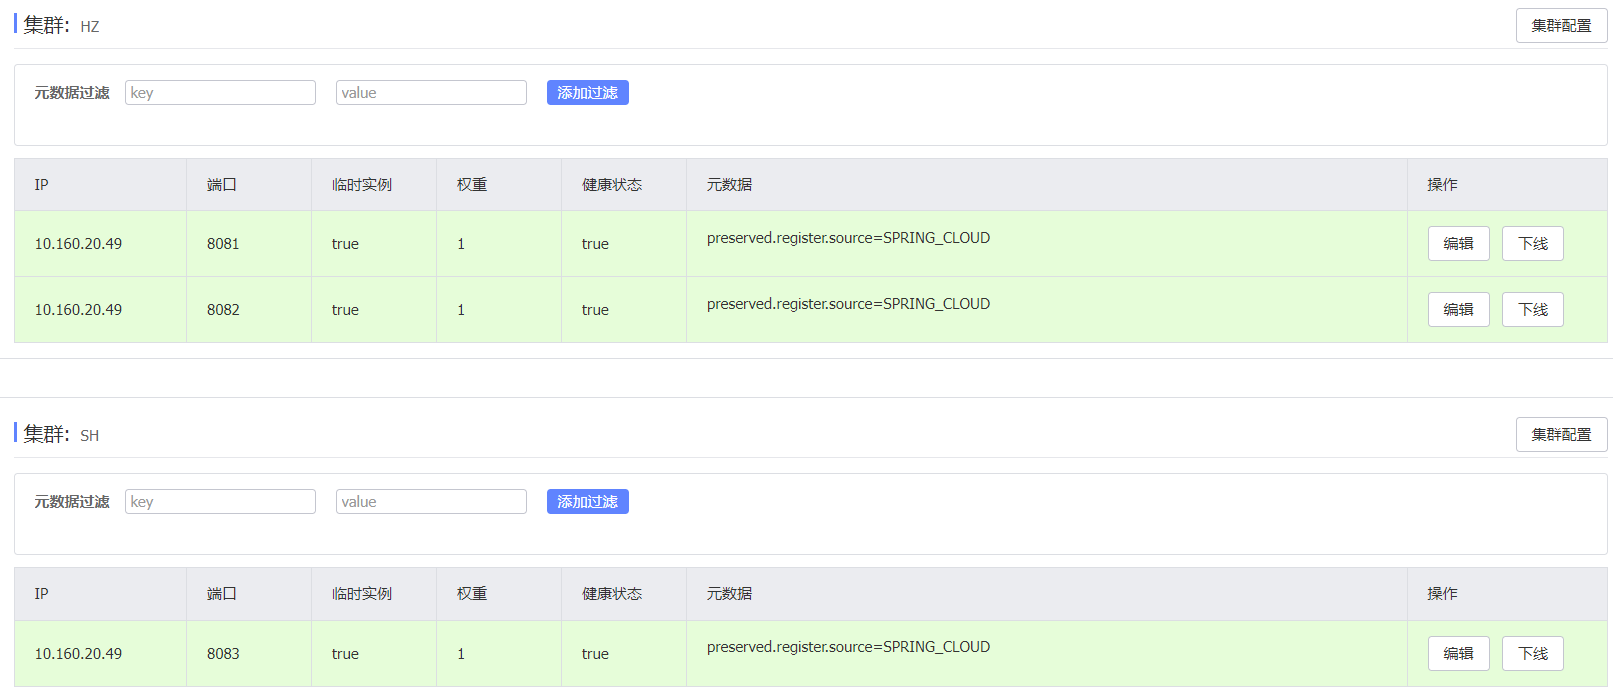 集群: HZ 集群配置
元数据过滤 key value 添加过滤
IP 端口 临时实例 权重 健康状态 元数据 操作
10.160.20.49 8081 true 1 true preserved.register.source=SPRING_CLOUD 编辑 下线
10.160.20.49 8082 true 1 true preserved.register.source=SPRING_CLOUD 编辑 下线
集群: SH 集群配置
元数据过滤 key value 添加过滤
IP 端口 临时实例 权重 健康状态 元数据 操作
10.160.20.49 8083 true 1 true preserved.register.source=SPRING_CLOUD 编辑 下线